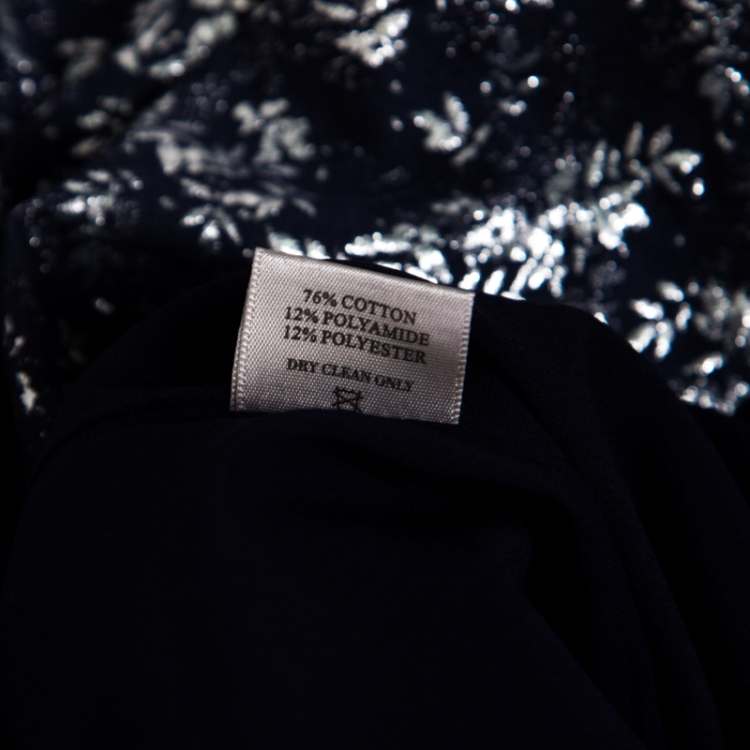 76% COTTON
12% POLYAMIDE
12% POLYESTER
DRY CLEAN ONLY